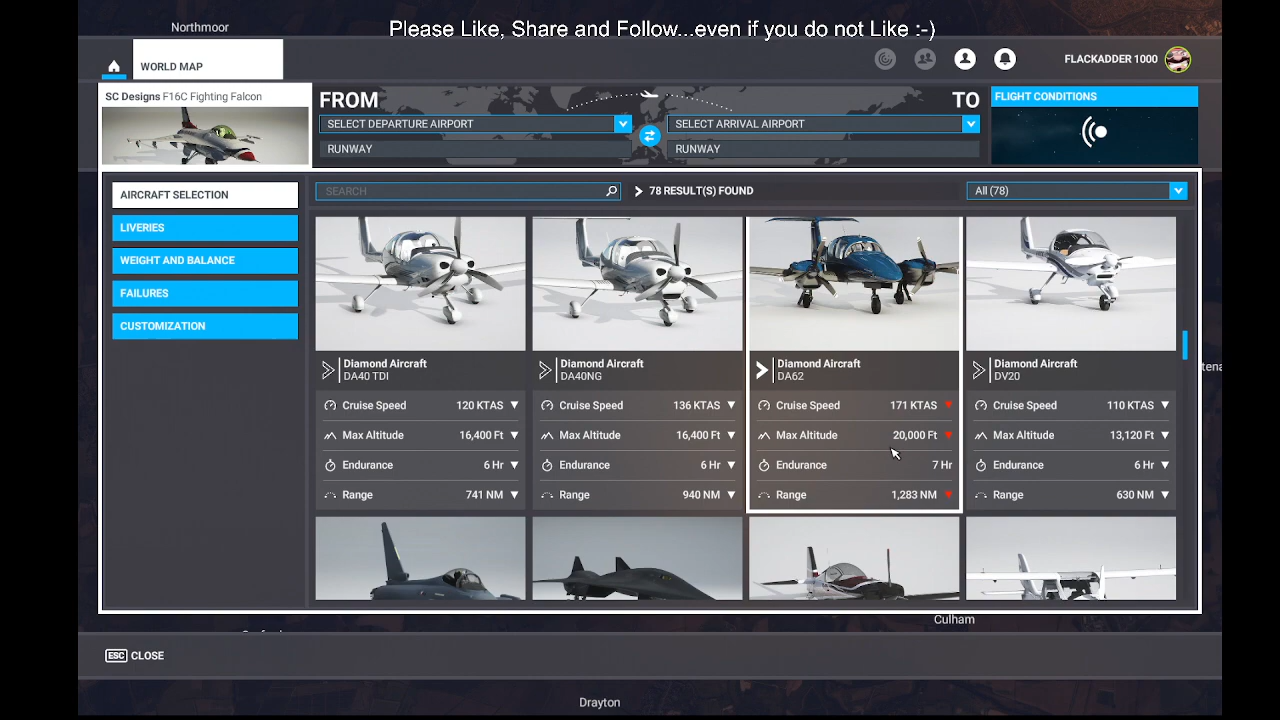 Northmoor
Please Like, Share and Follow...even if you do not Like :-)
WORLD MAP
FLACKADDER 1000
SC Designs F16C Fighting Falcon
FROM
TO
FLIGHT CONDITIONS
SELECT DEPARTURE AIRPORT
SELECT ARRIVAL AIRPORT
RUNWAY
RUNWAY
AIRCRAFT SELECTION
LIVERIES
WEIGHT AND BALANCE
FAILURES
CUSTOMIZATION
SEARCH
78 RESULT(S) FOUND
All (78)
Diamond Aircraft
DA40 TDI
Cruise Speed 120 KTAS
Max Altitude 16,400 Ft
Endurance 6 Hr
Range 741 NM
Diamond Aircraft
DA40NG
Cruise Speed 136 KTAS
Max Altitude 16,400 Ft
Endurance 6 Hr
Range 940 NM
Diamond Aircraft
DA62
Cruise Speed 171 KTAS
Max Altitude 20,000 Ft
Endurance 7 Hr
Range 1,283 NM
Diamond Aircraft
DV20
Cruise Speed 110 KTAS
Max Altitude 13,120 Ft
Endurance 6 Hr
Range 630 NM
Culham
ESC CLOSE
Drayton